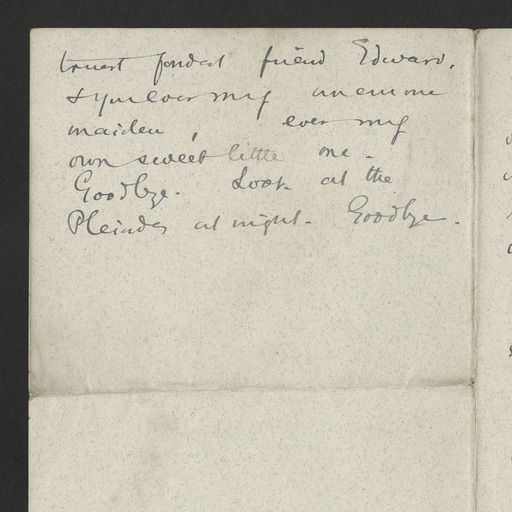 truest fondest friend Edward.
& you ever my anemone
maiden, ever my
own sweet little one -
Goodbye. Look at the
Pleiades at night - Goodbye -